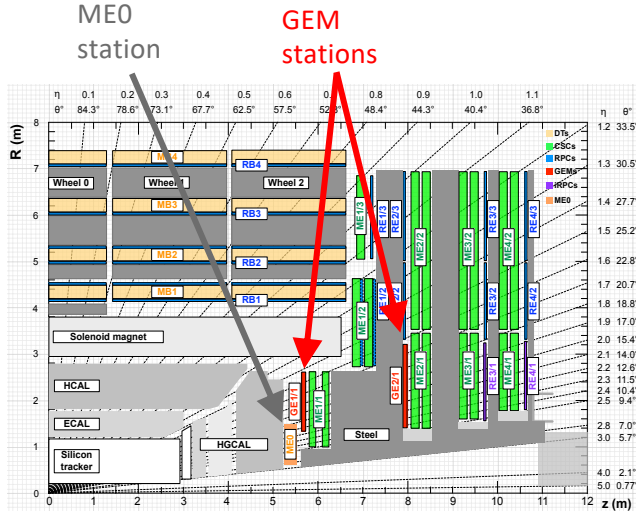 ME0 GEM
station stations
η 0.1 0.2 0.3 0.4 0.5 0.6 0.8 0.9 1.0 1.1
θ° 84.3° 78.6° 73.1° 67.7° 62.5° 57.5° 48.4° 44.3° 40.4° 36.8° η θ°
R (m)
8 7 6 5 4 3 2 1 0
1.2 33.5°
1.3 30.5°
1.4 27.7°
1.5 25.2°
1.6 22.8°
1.7 20.7°
1.8 18.8°
1.9 17.0°
2.0 15.4°
2.1 14.0°
2.2 12.6°
2.3 11.5°
2.4 10.4°
2.5 9.4°
2.8 7.0°
3.0 5.7°
4.0 2.1°
5.0 0.77°
DTs
CSCs
RPCs
GEMs
iRPCs
ME0
RB4
Wheel 0 Wheel 1 Wheel 2
MB3 RB3
MB2 RB2
MB1 RB1
Solenoid magnet
HCAL
ECAL
HGCAL
Silicon
tracker
Steel
ME0
GE1/1
ME1/1
ME1/2
ME1/3
RE1/3
RE2/3
RE1/2
GE2/1
ME2/1
ME2/2
ME3/1
ME3/2
RE3/1
RE3/2
RE3/3
ME4/1
ME4/2
RE4/1
RE4/2
RE4/3
0 1 2 3 4 5 6 7 8 9 10 11 12
z (m)